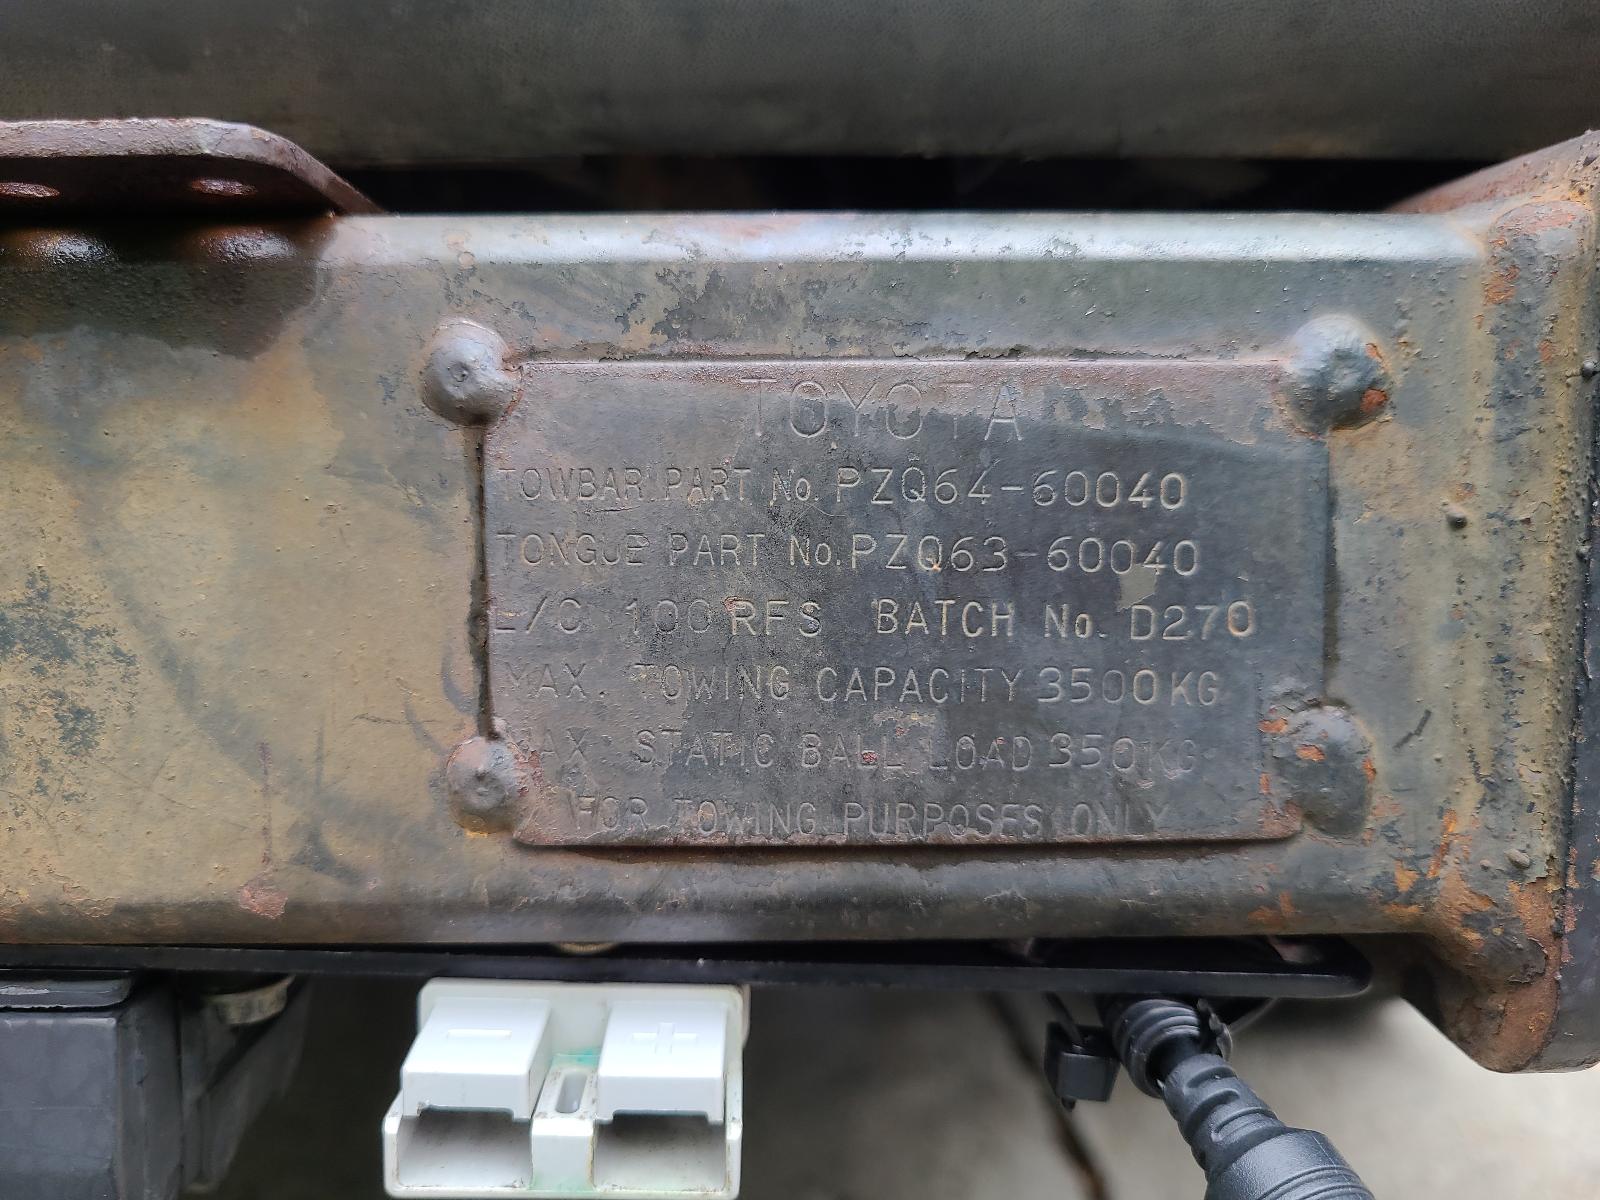 TOYOTA
TOWBAR PART No. PZQ64-60040
TONGUE PART No. PZQ63-60040
L/C 100 RFS BATCH No. D270
MAX. TOWING CAPACITY 3500KG
MAX. STATIC BALL LOAD 350KG
FOR TOWING PURPOSES ONLY
- +